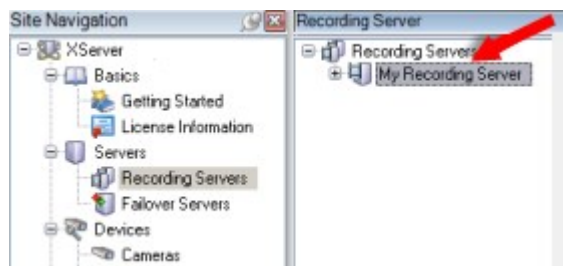 Site Navigation
XServer
Basics
Getting Started
License Information
Servers
Recording Servers
Failover Servers
Devices
Cameras
Recording Server
Recording Servers
My Recording Server